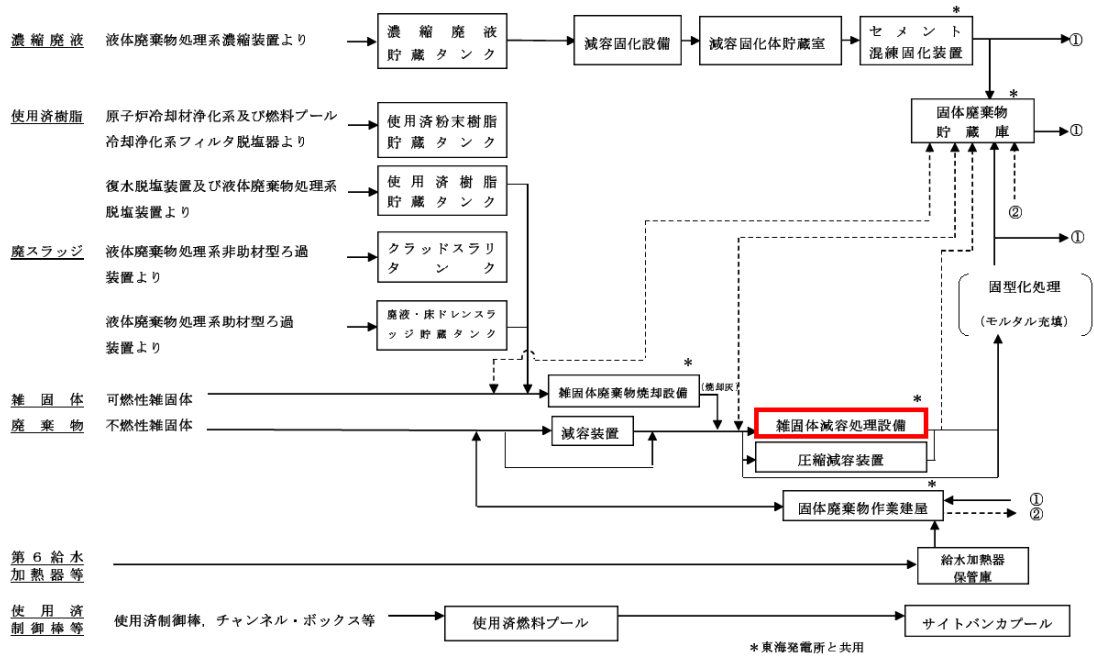 濃縮廃液 液体廃棄物処理系濃縮装置より
濃縮廃液
貯蔵タンク
減容固化設備
減容固化体貯蔵室
*
セメント
混練固化装置
①
使用済樹脂 原子炉冷却材浄化系及び燃料プール
冷却浄化系フィルタ脱塩器より
使用済粉末樹脂
貯蔵タンク
*
固体廃棄物
貯蔵庫
①
復水脱塩装置及び液体廃棄物処理系
脱塩装置より
使用済樹脂
貯蔵タンク
②
廃スラッジ 液体廃棄物処理系非助材型ろ過
装置より
クラッドスラリ
タンク
①
固型化処理
(モルタル充填)
液体廃棄物処理系助材型ろ過
装置より
廃液・床ドレンスラ
ッジ貯蔵タンク
雑固体
廃棄物
可燃性雑固体
不燃性雑固体
*
雑固体廃棄物焼却設備
(焼却灰)
減容装置
*
雑固体減容処理設備
圧縮減容装置
*
固体廃棄物作業建屋
①
②
第6給水
加熱器等
給水加熱器
保管庫
使用済
制御棒等
使用済制御棒,チャンネル・ボックス等
使用済燃料プール
サイトバンカプール
*東海発電所と共用